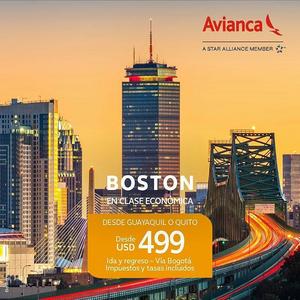 Avianca
A STAR ALLIANCE MEMBER
BOSTON
EN CLASE ECONÓMICA
DESDE GUAYAQUIL O QUITO
Desde
USD 499
Ida y regreso – Vía Bogotá
Impuestos y tasas incluidos